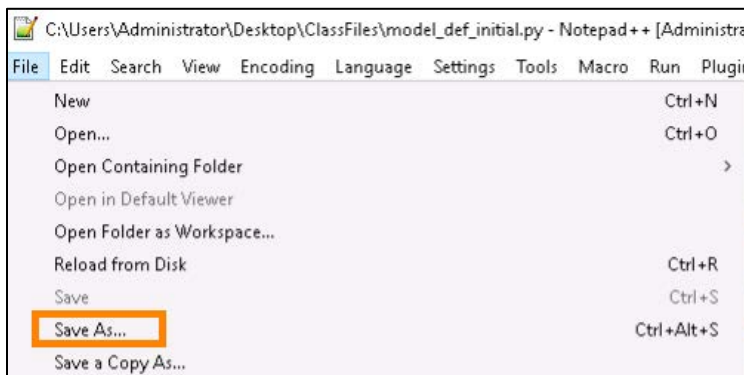 C:\Users\Administrator\Desktop\ClassFiles\model_def_initial.py - Notepad++ [Administra
File Edit Search View Encoding Language Settings Tools Macro Run Plugi
New Ctrl+N
Open... Ctrl+O
Open Containing Folder >
Open in Default Viewer
Open Folder as Workspace...
Reload from Disk Ctrl+R
Save Ctrl+S
Save As... Ctrl+Alt+S
Save a Copy As...